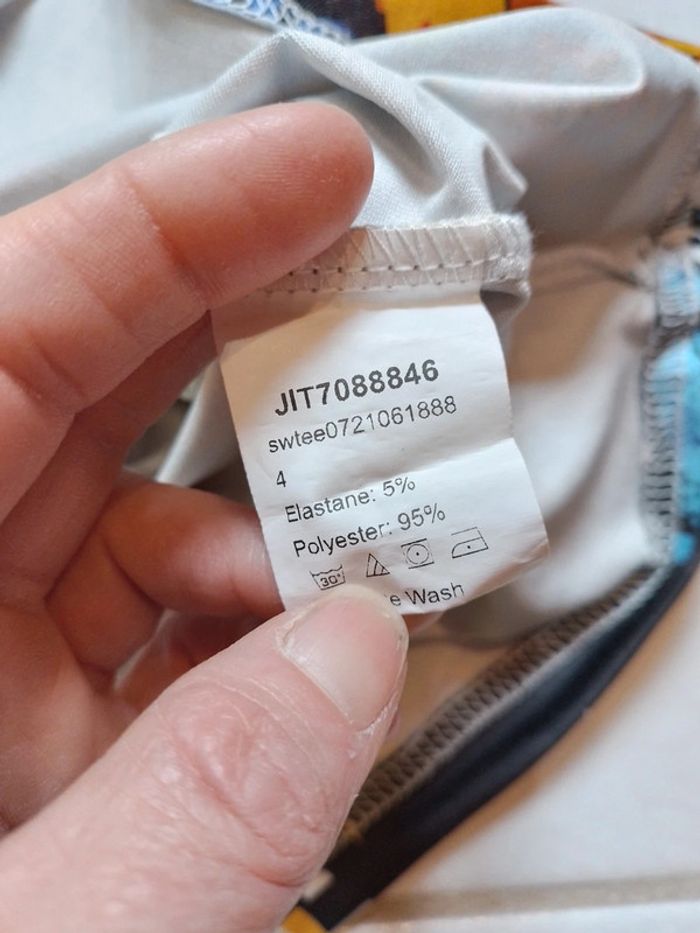 JIT7088846
swtee0721061888
4
Elastane: 5%
Polyester: 95%
30°
Wash